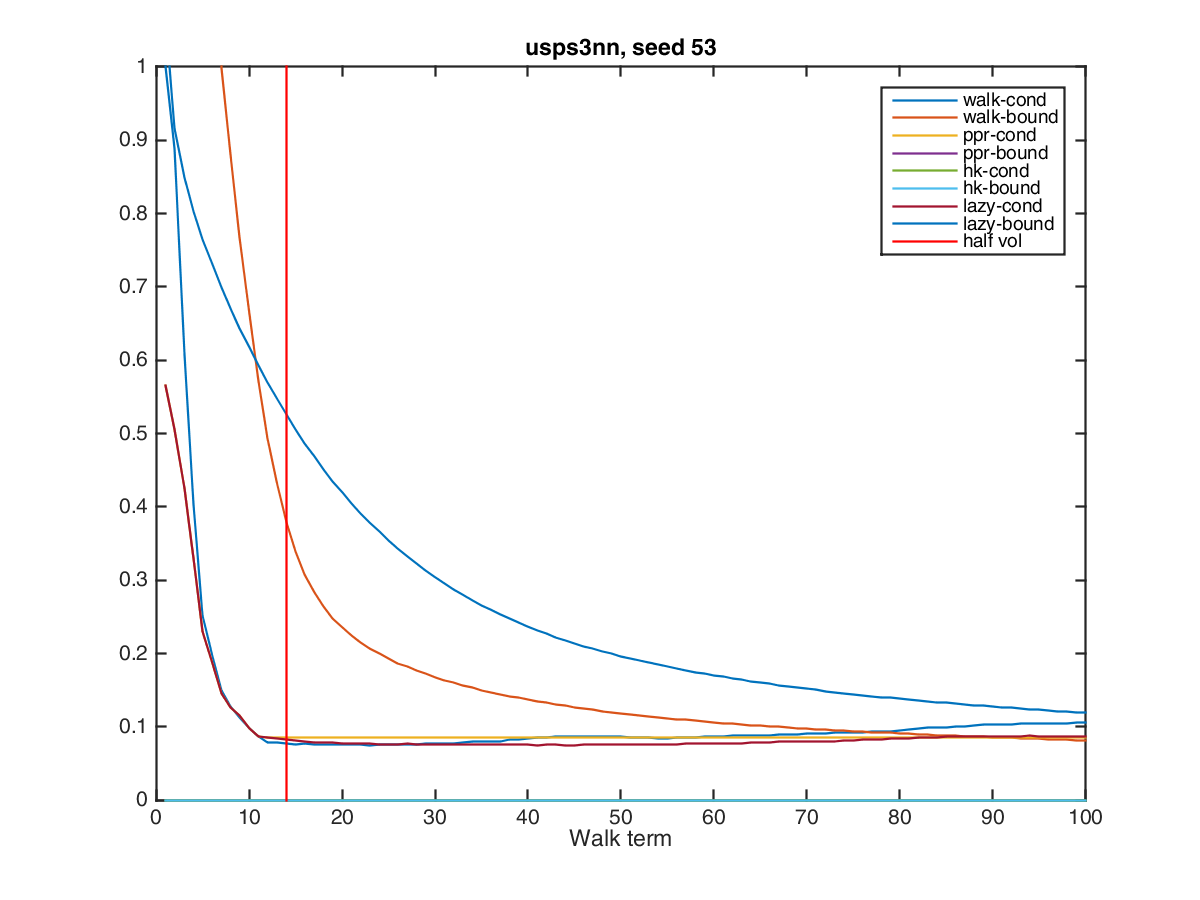 usps3nn, seed 53
1
0.9
0.8
0.7
0.6
0.5
0.4
0.3
0.2
0.1
0
walk-cond
walk-bound
ppr-cond
ppr-bound
hk-cond
hk-bound
lazy-cond
lazy-bound
half vol
0 10 20 30 40 50 60 70 80 90 100
Walk term